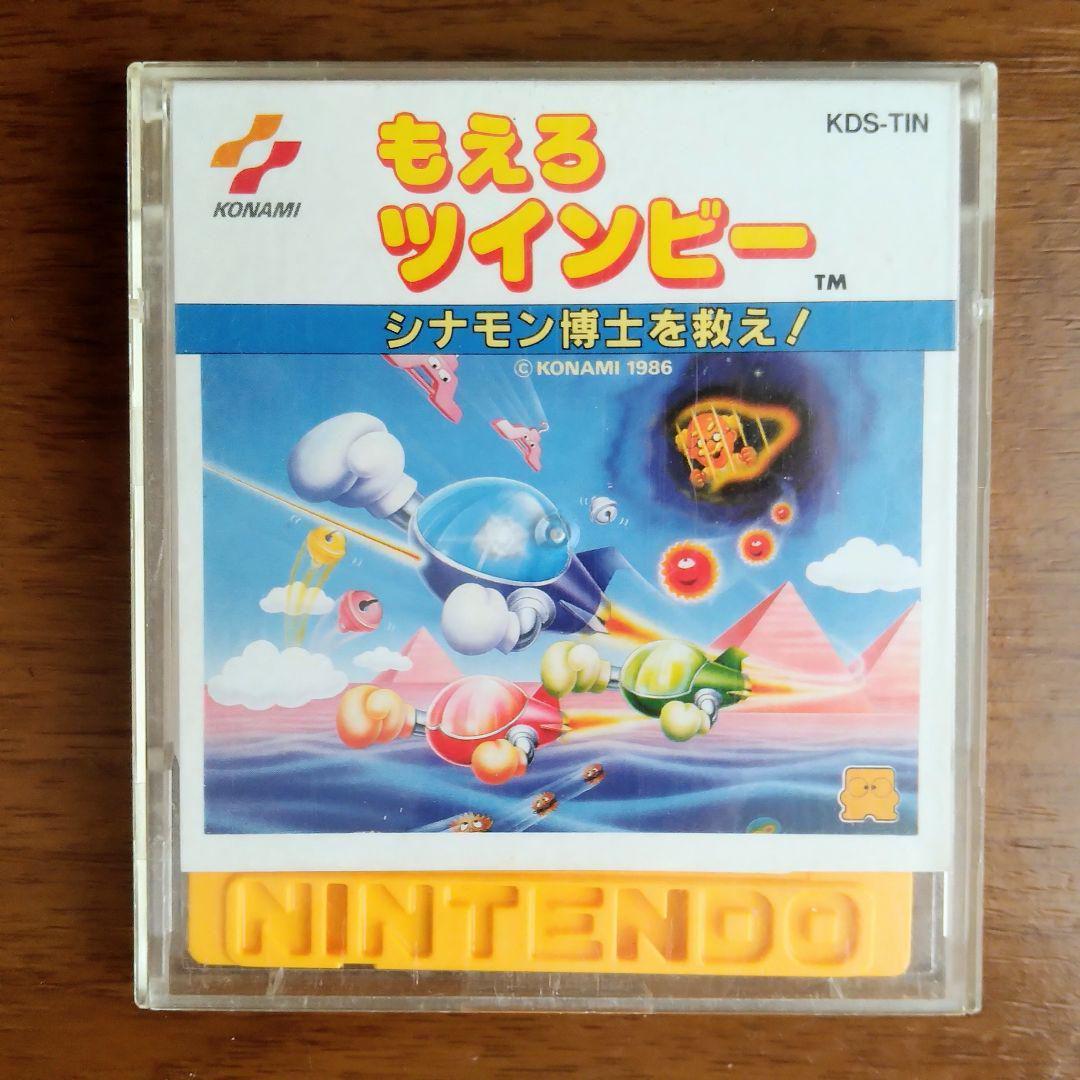 KONAMI
もえろ
ツインビー
TM
KDS-TIN
シナモン博士を救え!
© KONAMI 1986
NINTENDO